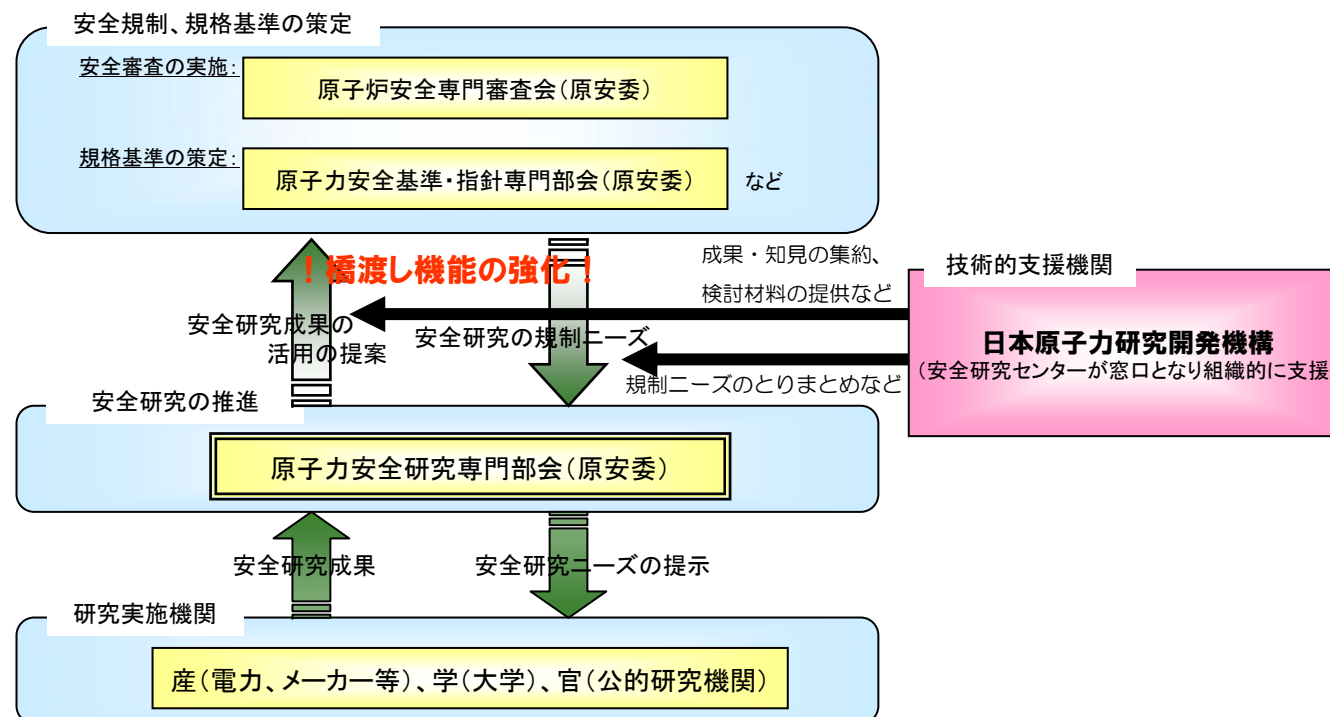 安全規制、規格基準の策定
安全審査の実施:
原子炉安全専門審査会(原安委)
規格基準の策定:
原子力安全基準・指針専門部会(原安委)
など
!橋渡し機能の強化!
成果・知見の集約、
検討材料の提供など
技術的支援機関
安全研究成果の
活用の提案
安全研究の規制ニーズ
日本原子力研究開発機構
(安全研究センターが窓口となり組織的に支援
規制ニーズのとりまとめなど
安全研究の推進
原子力安全研究専門部会(原安委)
安全研究成果
安全研究ニーズの提示
研究実施機関
産(電力、メーカー等)、学(大学)、官(公的研究機関)